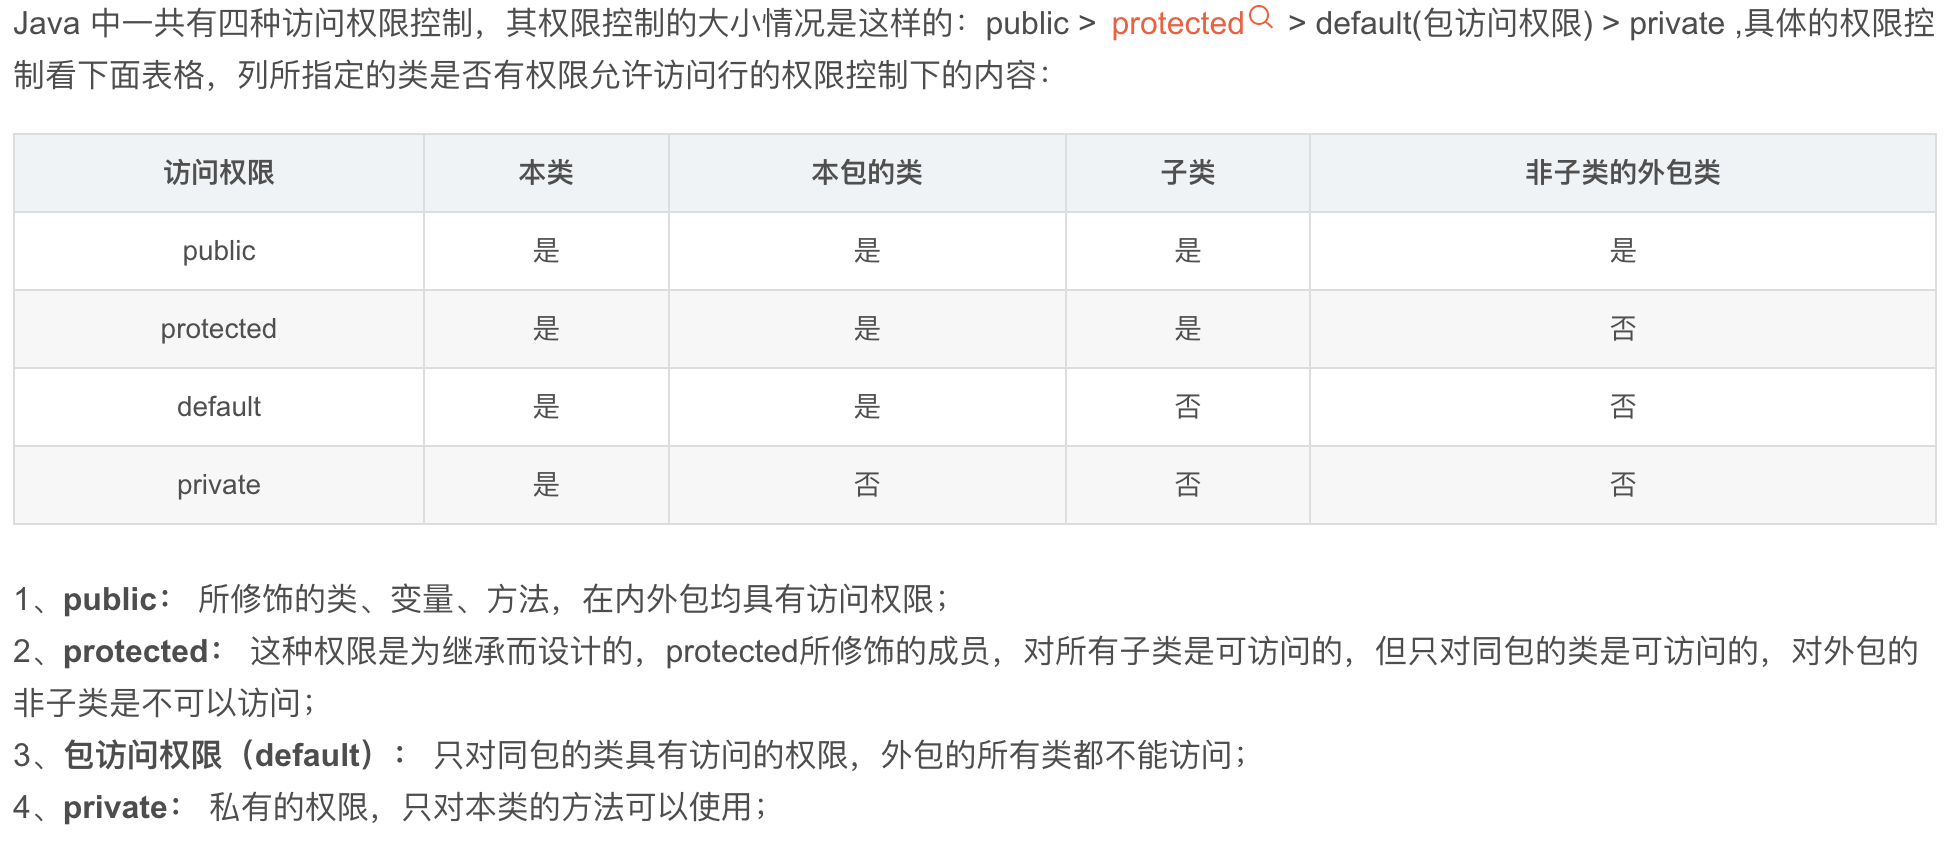 Java 中一共有四种访问权限控制，其权限控制的大小情况是这样的：public > protected > default(包访问权限) > private ,具体的权限控
制看下面表格，列所指定的类是否有权限允许访问行的权限控制下的内容：
访问权限 本类 本包的类 子类 非子类的外包类
public 是 是 是 是
protected 是 是 是 否
default 是 是 否 否
private 是 否 否 否
1、public： 所修饰的类、变量、方法，在内外包均具有访问权限；
2、protected： 这种权限是为继承而设计的，protected所修饰的成员，对所有子类是可访问的，但只对同包的类是可访问的，对外包的
非子类是不可以访问；
3、包访问权限（default）： 只对同包的类具有访问的权限，外包的所有类都不能访问；
4、private： 私有的权限，只对本类的方法可以使用；